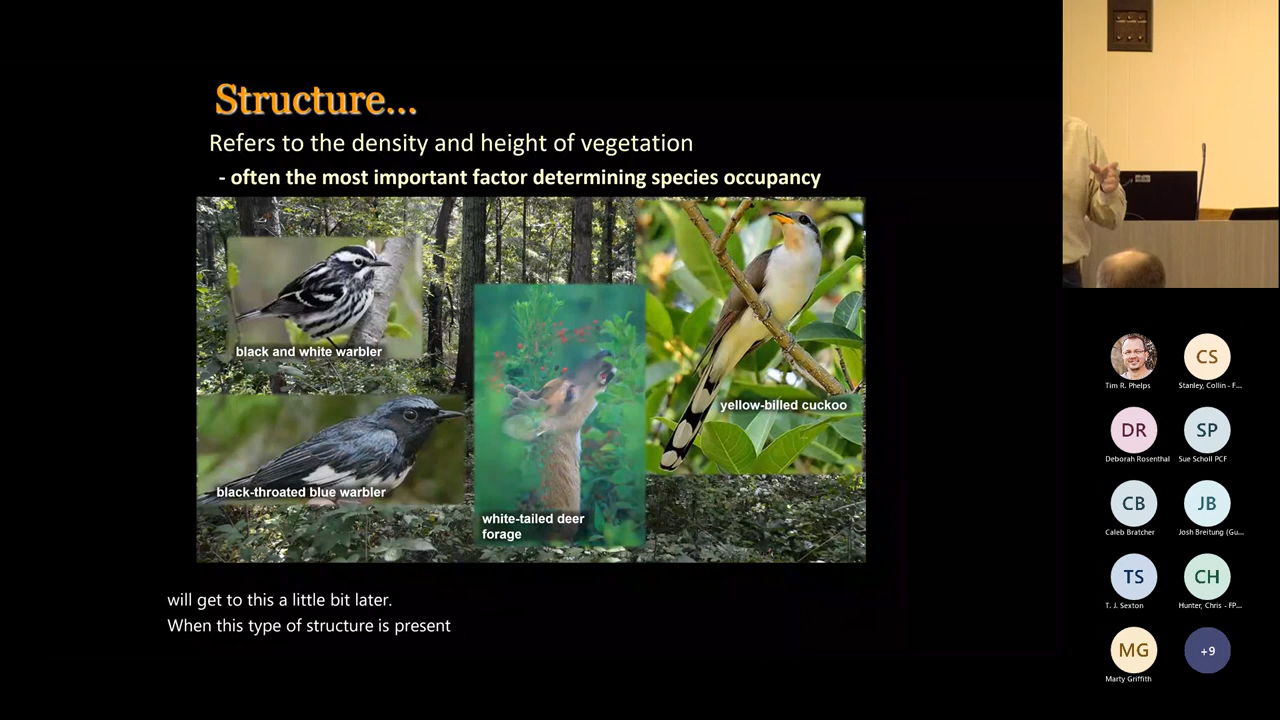 Structure...
Refers to the density and height of vegetation
- often the most important factor determining species occupancy
black and white warbler
yellow-billed cuckoo
black-throated blue warbler
white-tailed deer
forage
will get to this a little bit later.
When this type of structure is present
Tim R. Phelps
CS
Stanley, Collin - F...
DR
Deborah Rosenthal
SP
Sue Scholl PCF
CB
Caleb Bratcher
JB
Josh Breitung (Gu...
TS
T. J. Sexton
CH
Hunter, Chris - FP...
MG
Marty Griffith
+9